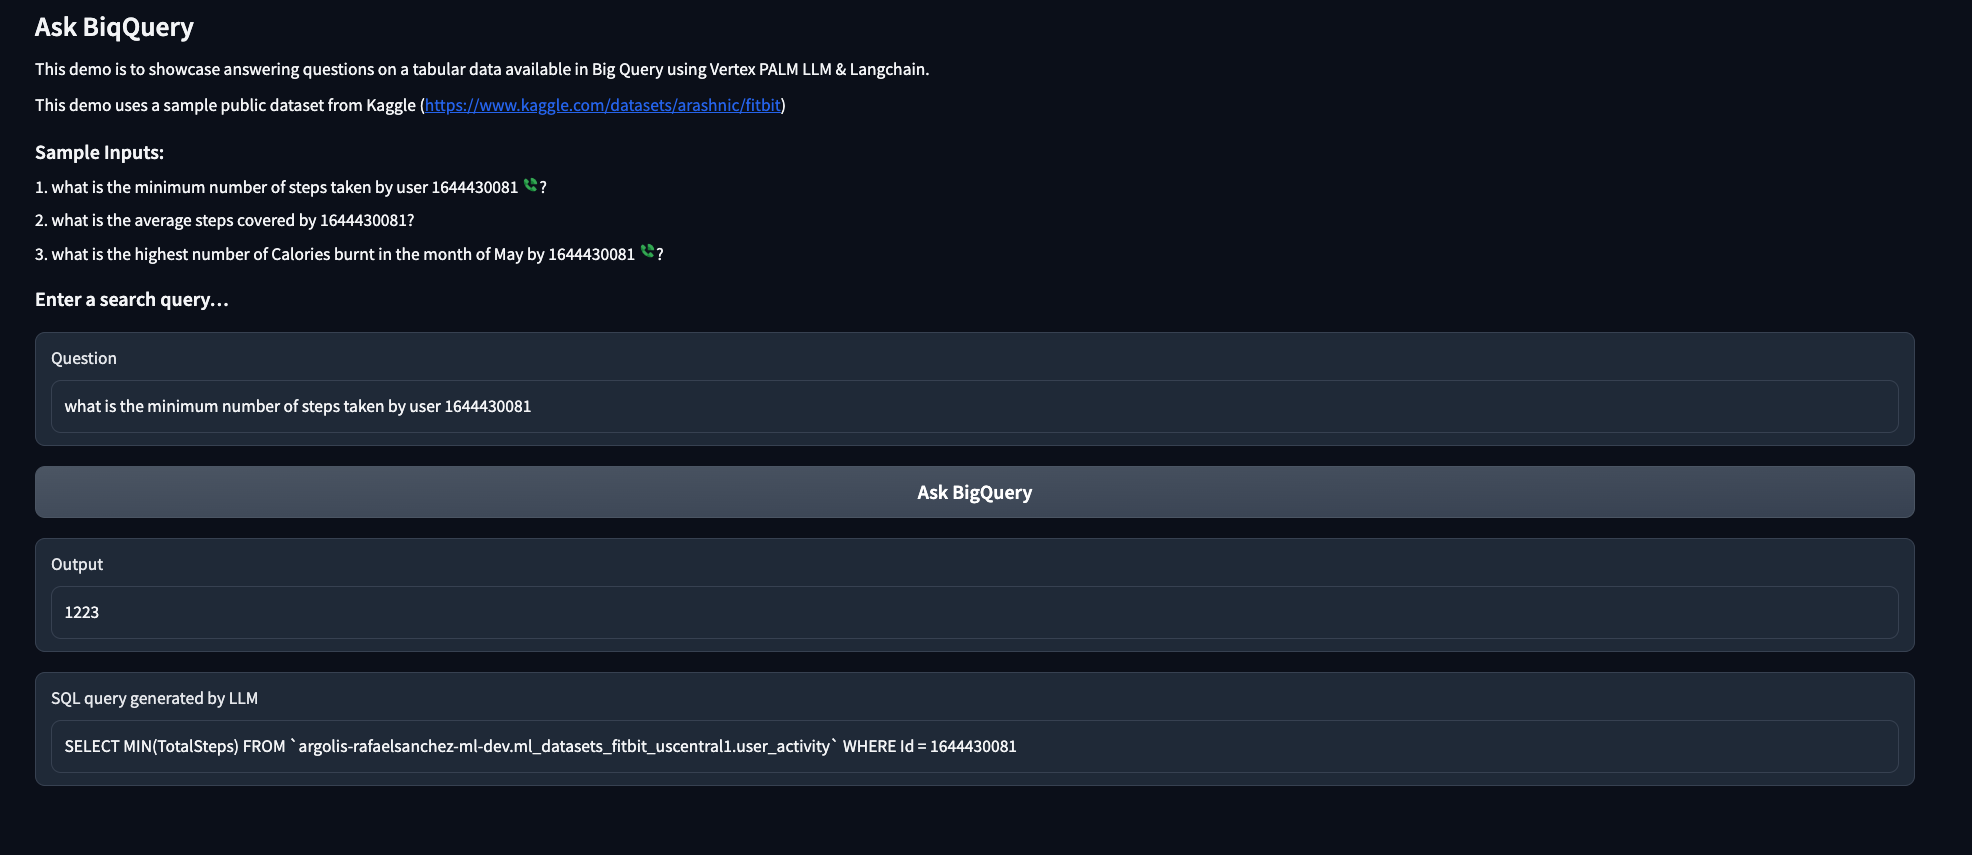 Ask BiqQuery
This demo is to showcase answering questions on a tabular data available in Big Query using Vertex PALM LLM & Langchain.
This demo uses a sample public dataset from Kaggle (https://www.kaggle.com/datasets/arashnic/fitbit)
Sample Inputs:
1. what is the minimum number of steps taken by user 1644430081 ?
2. what is the average steps covered by 1644430081?
3. what is the highest number of Calories burnt in the month of May by 1644430081 ?
Enter a search query...
Question
what is the minimum number of steps taken by user 1644430081
Ask BigQuery
Output
1223
SQL query generated by LLM
SELECT MIN(TotalSteps) FROM `argolis-rafaelsanchez-ml-dev.ml_datasets_fitbit_uscentral1.user_activity` WHERE Id = 1644430081